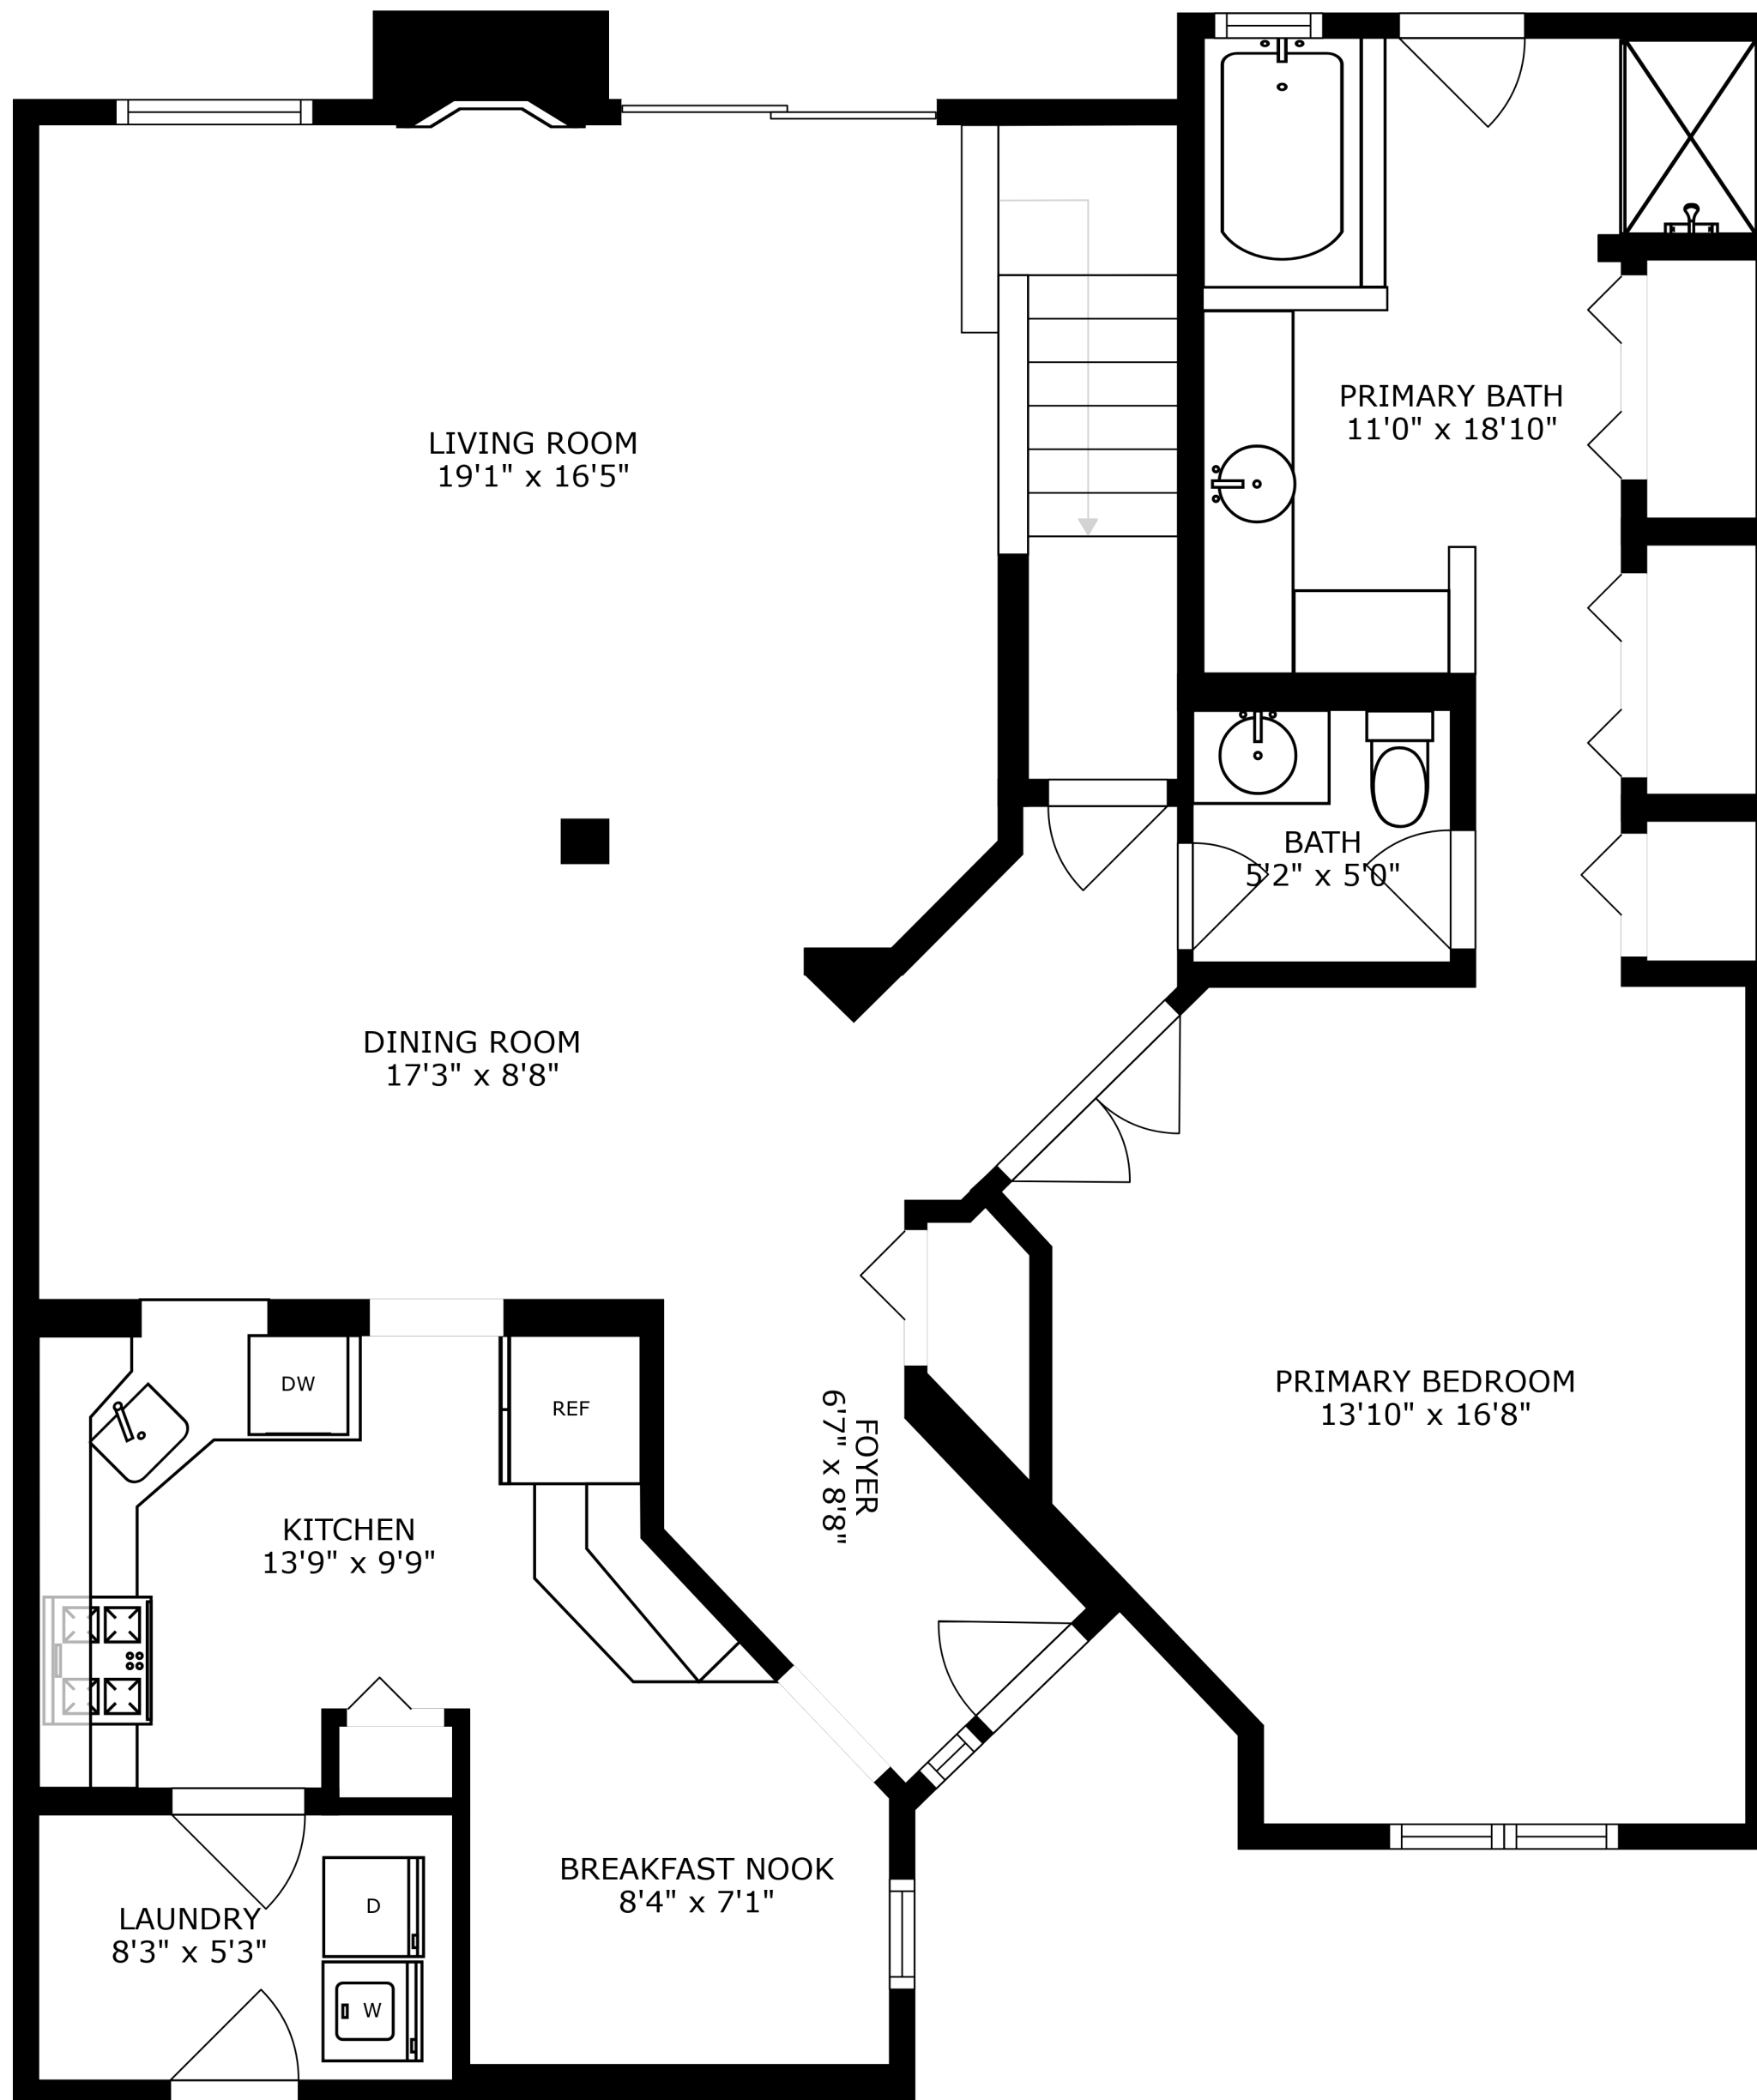 PRIMARY BATH
11'0" x 18'10"
LIVING ROOM
19'1" x 16'5"
BATH
5'2" x 5'0"
DINING ROOM
17'3" x 8'8"
PRIMARY BEDROOM
13'10" x 16'8"
DW
REF
FOYER
6'7" x 8'8"
KITCHEN
13'9" x 9'9"
BREAKFAST NOOK
8'4" x 7'1"
LAUNDRY
8'3" x 5'3"
D
W